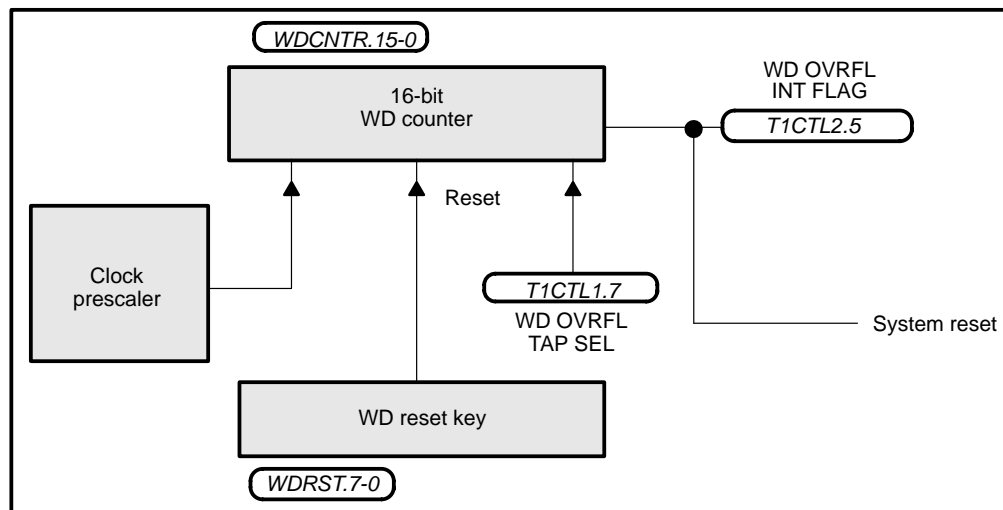 WDCNTR.15-0
16-bit
WD counter
WD OVRFL
INT FLAG
T1CTL2.5
Reset
Clock
prescaler
T1CTL1.7
WD OVRFL
TAP SEL
System reset
WD reset key
WDRST.7-0